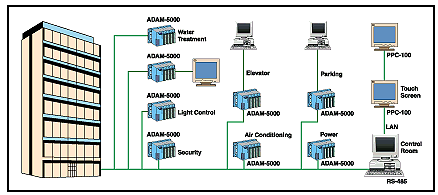 ADAM-5000
Water
Treatment
ADAM-5000
ADAM-5000
Light Control
ADAM-5000
Security
Elevator
ADAM-5000
Air Conditioning
ADAM-5000
Parking
ADAM-5000
Power
ADAM-5000
PPC-100
Touch
Screen
PPC-100
LAN
Control
Room
RS-485